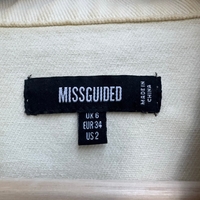 MISSGUIDED
MADE IN
CHINA
UK 6
EUR 34
US 2